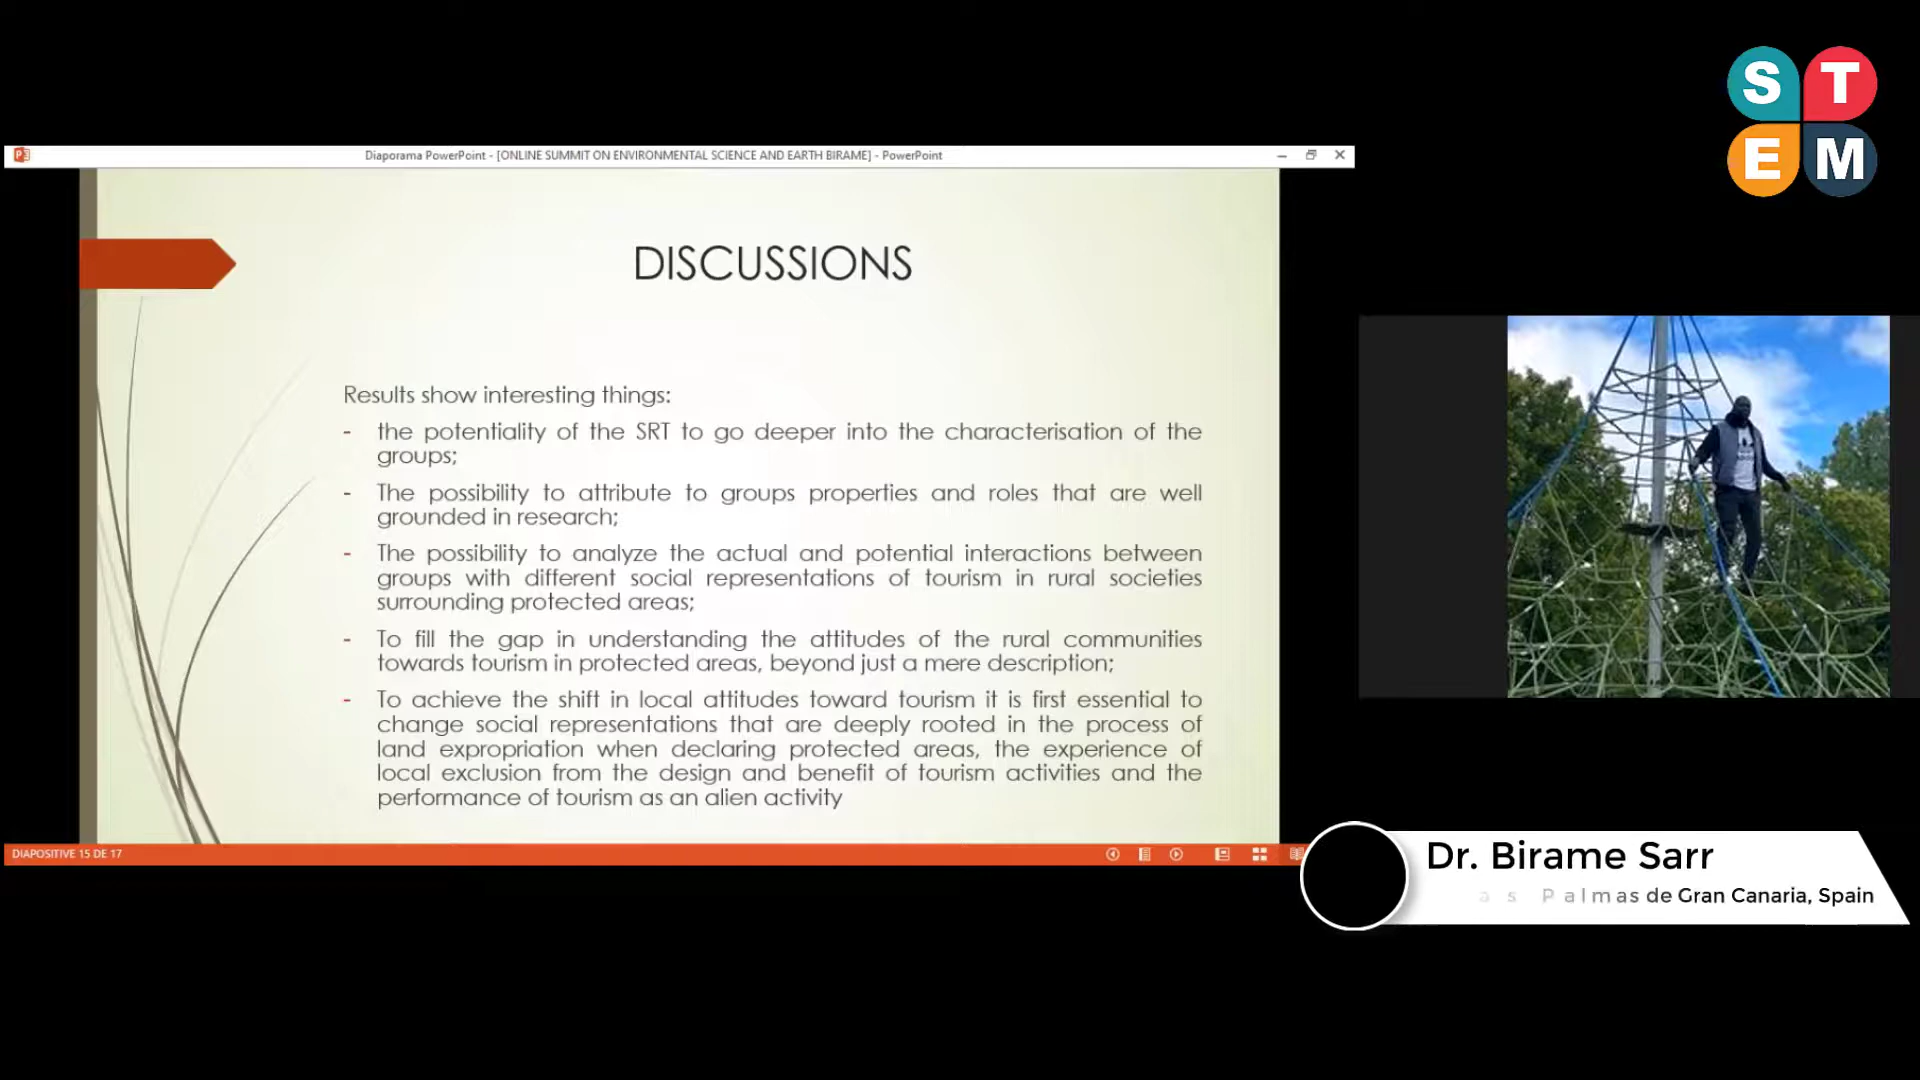 S T
E M
Diaporama PowerPoint - [ONLINE SUMMIT ON ENVIRONMENTAL SCIENCE AND EARTH BIRAME] - PowerPoint
DISCUSSIONS
Results show interesting things:
- the potentiality of the SRT to go deeper into the characterisation of the
groups;
- The possibility to attribute to groups properties and roles that are well
grounded in research;
- The possibility to analyze the actual and potential interactions between
groups with different social representations of tourism in rural societies
surrounding protected areas;
- To fill the gap in understanding the attitudes of the rural communities
towards tourism in protected areas, beyond just a mere description;
- To achieve the shift in local attitudes toward tourism it is first essential to
change social representations that are deeply rooted in the process of
land expropriation when declaring protected areas, the experience of
local exclusion from the design and benefit of tourism activities and the
performance of tourism as an alien activity
DIAPOSITIVE 15 DE 17
Dr. Birame Sarr
as Palmas de Gran Canaria, Spain